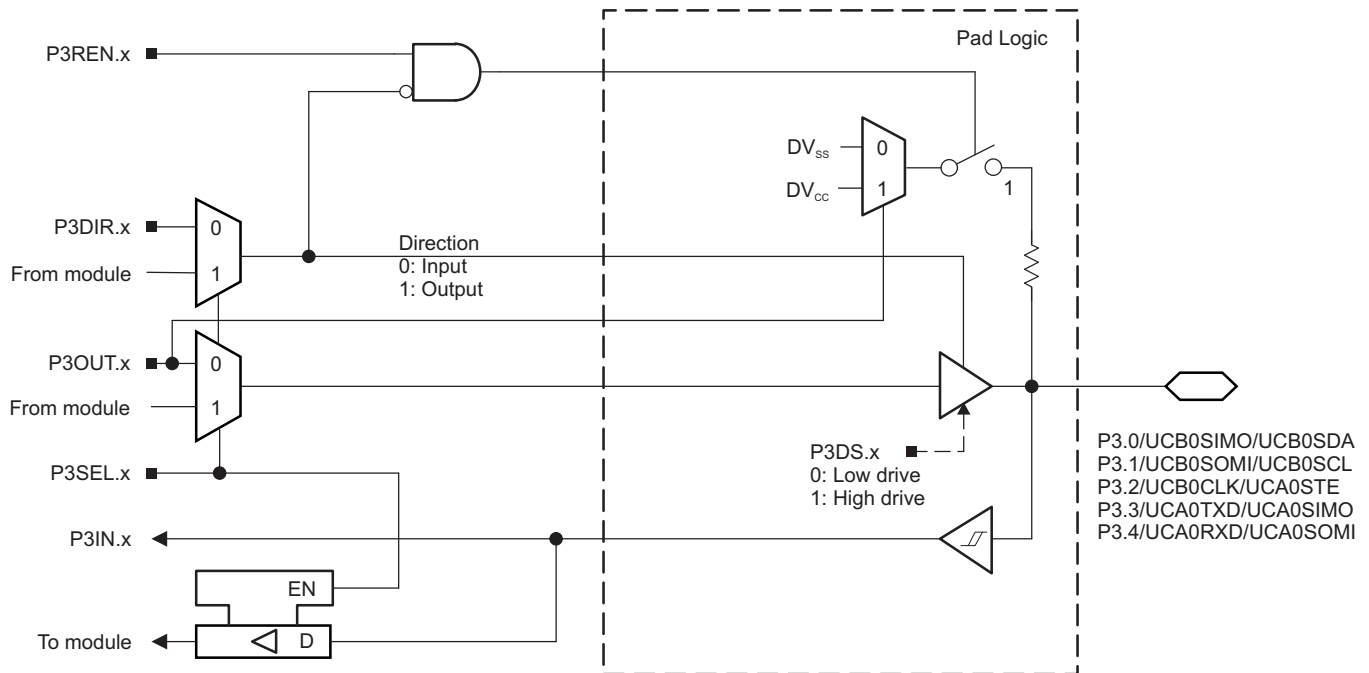 Pad Logic
P3REN.x
DVSS
0
DVCC
1
1
P3DIR.x
0
From module
1
Direction
0: Input
1: Output
P3OUT.x
0
From module
1
P3DS.x
0: Low drive
1: High drive
P3SEL.x
P3.0/UCB0SIMO/UCB0SDA
P3.1/UCB0SOMI/UCB0SCL
P3.2/UCB0CLK/UCA0STE
P3.3/UCA0TXD/UCA0SIMO
P3.4/UCA0RXD/UCA0SOMI
P3IN.x
EN
To module
D